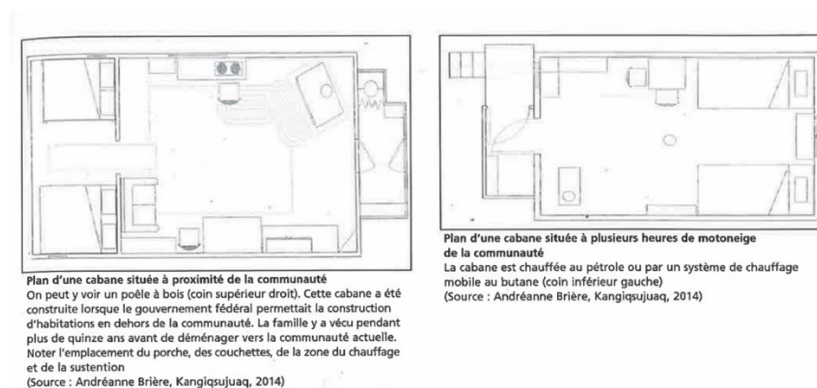 Plan d'une cabane située à proximité de la communauté
On peut y voir un poêle à bois (coin supérieur droit). Cette cabane a été
construite lorsque le gouvernement fédéral permettait la construction
d'habitations en dehors de la communauté. La famille y a vécu pendant
plus de quinze ans avant de déménager vers la communauté actuelle.
Noter l'emplacement du porche, des couchettes, de la zone du chauffage
et de la sustention
(Source : Andréanne Brière, Kangiqsujuaq, 2014)
Plan d'une cabane située à plusieurs heures de motoneige
de la communauté
La cabane est chauffée au pétrole ou par un système de chauffage
mobile au butane (coin inférieur gauche)
(Source : Andréanne Brière, Kangiqsujuaq, 2014)